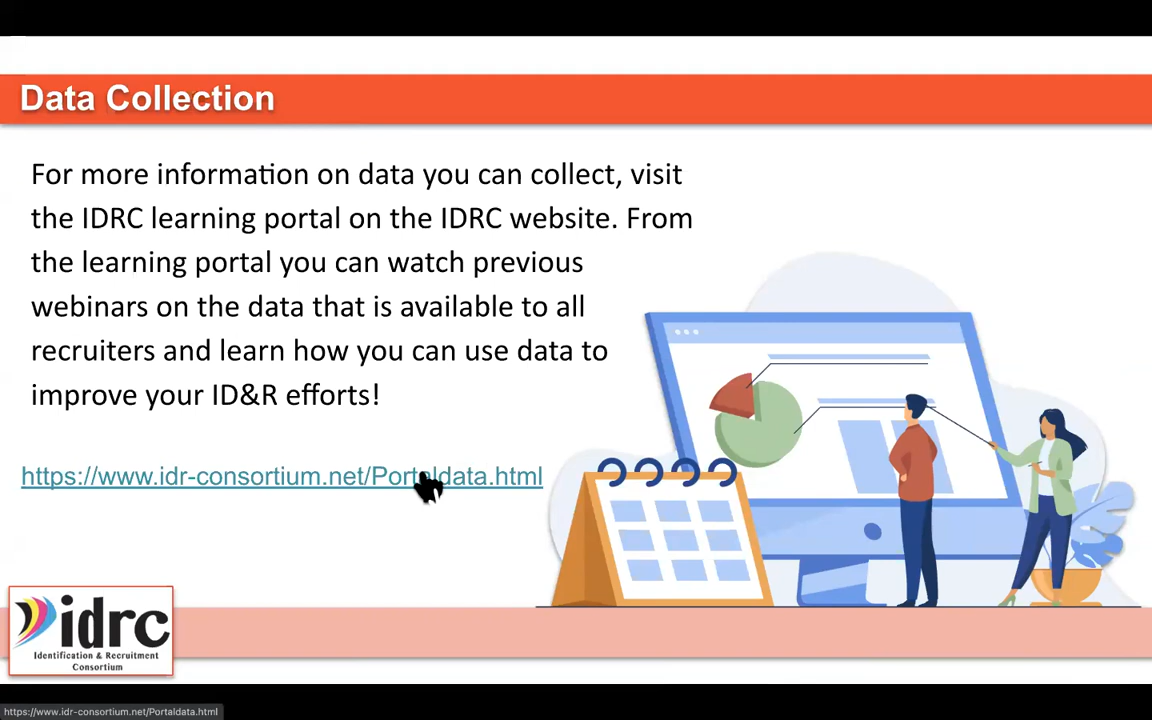 Data Collection
For more information on data you can collect, visit
the IDRC learning portal on the IDRC website. From
the learning portal you can watch previous
webinars on the data that is available to all
recruiters and learn how you can use data to
improve your ID&R efforts!
https://www.idr-consortium.net/Portaldata.html
idrc
Identification & Recruitment
Consortium
https://www.idr-consortium.net/Portaldata.html